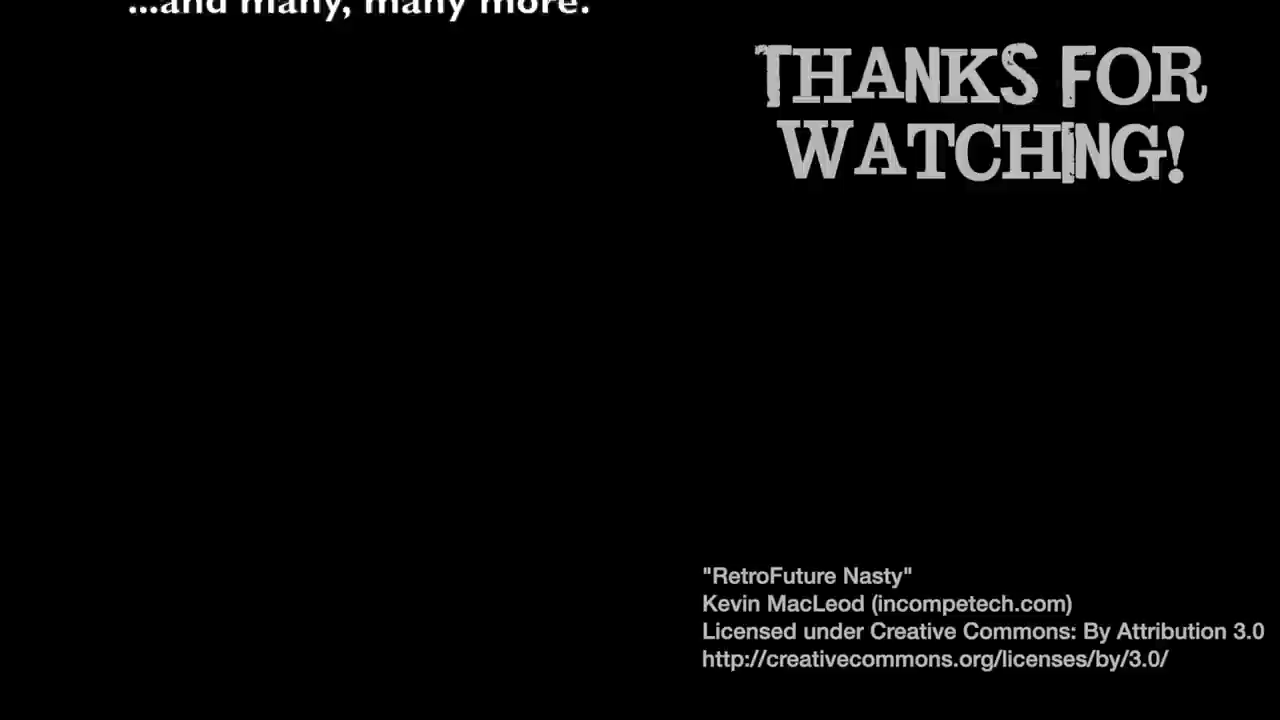 ...and many, many more.
THANKS FOR
WATCHING!
"RetroFuture Nasty"
Kevin MacLeod (incompetech.com)
Licensed under Creative Commons: By Attribution 3.0
http://creativecommons.org/licenses/by/3.0/